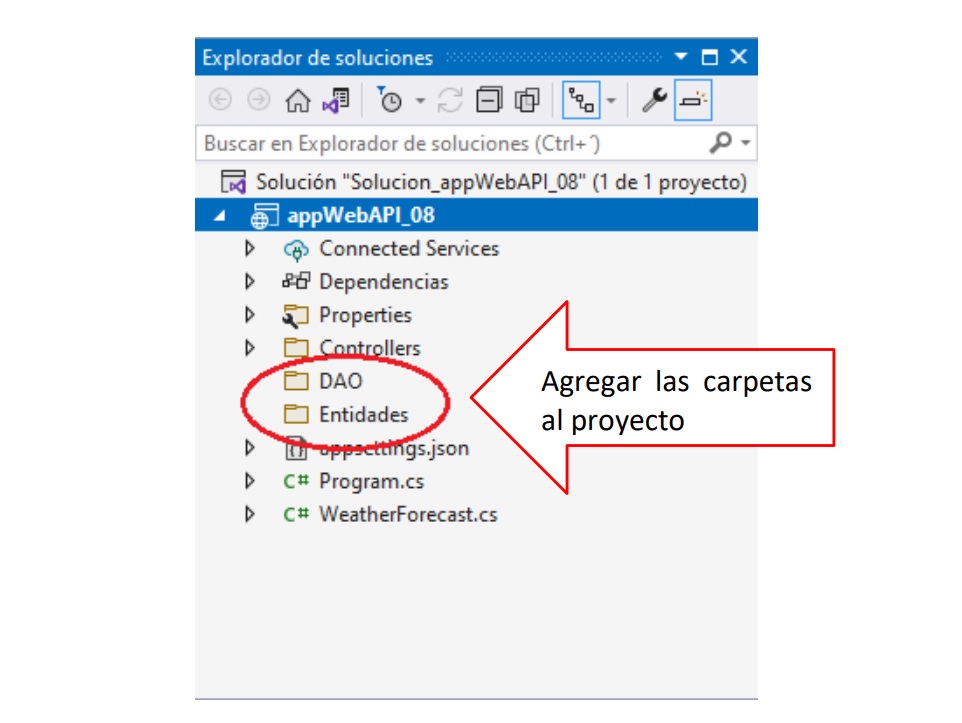 Explorador de soluciones
Buscar en Explorador de soluciones (Ctrl+´)
Solución "Solucion_appWebAPI_08" (1 de 1 proyecto)
appWebAPI_08
Connected Services
Dependencias
Properties
Controllers
DAO
Entidades
appsettings.json
C# Program.cs
C# WeatherForecast.cs
Agregar las carpetas
al proyecto